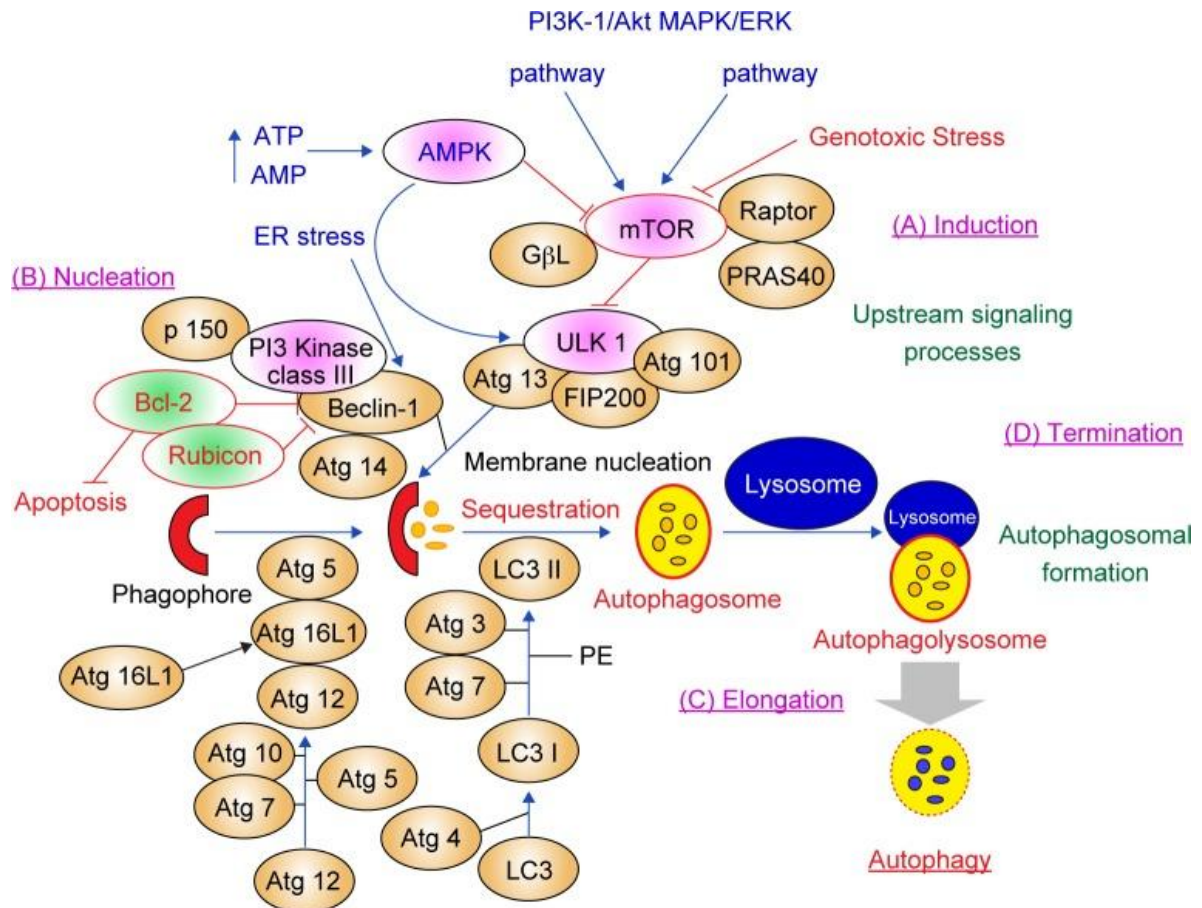 PI3K-1/Akt MAPK/ERK
pathway
pathway
Genotoxic Stress
ATP
AMP
AMPK
mTOR
Raptor
PRAS40
GβL
(A) Induction
ER stress
(B) Nucleation
Upstream signaling
processes
p 150
PI3 Kinase
class III
Beclin-1
Atg 14
Bcl-2
Rubicon
Apoptosis
ULK 1
Atg 13
FIP200
Atg 101
Membrane nucleation
(D) Termination
Lysosome
Lysosome
Sequestration
Autophagosomal
formation
Phagophore
Autophagosome
Autophagolysosome
Atg 5
Atg 16L1
Atg 12
Atg 16L1
Atg 10
Atg 7
Atg 5
Atg 12
LC3 II
Atg 3
Atg 7
PE
LC3 I
Atg 4
LC3
(C) Elongation
Autophagy